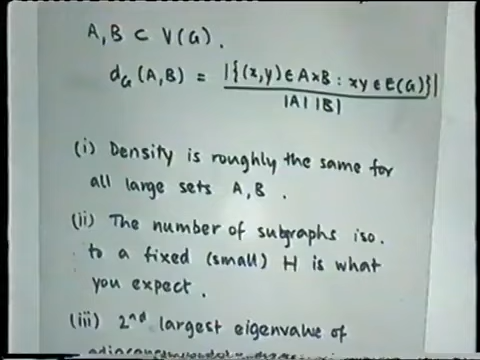 A, B ⊂ V(G).
d_G(A,B) = |{(x,y) ∈ A×B : xy ∈ E(G)}| / |A| |B|
(i) Density is roughly the same for
all large sets A, B.
(ii) The number of subgraphs iso.
to a fixed (small) H is what
you expect.
(iii) 2nd largest eigenvalue of